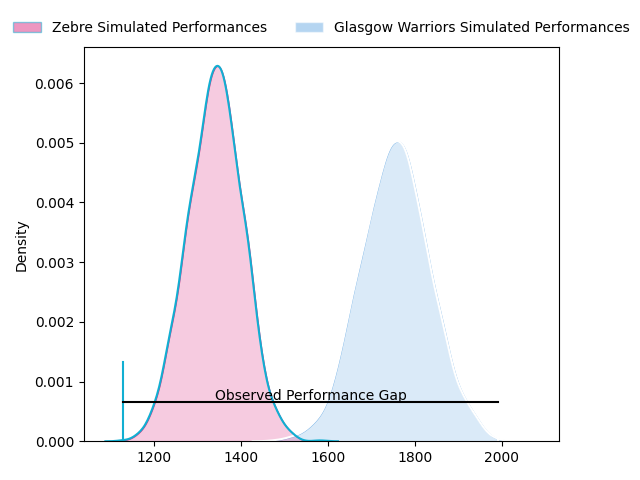 Zebre Simulated Performances
Glasgow Warriors Simulated Performances
0.006
0.005
0.004
0.003
0.002
0.001
0.000
Density
Observed Performance Gap
1200 1400 1600 1800 2000